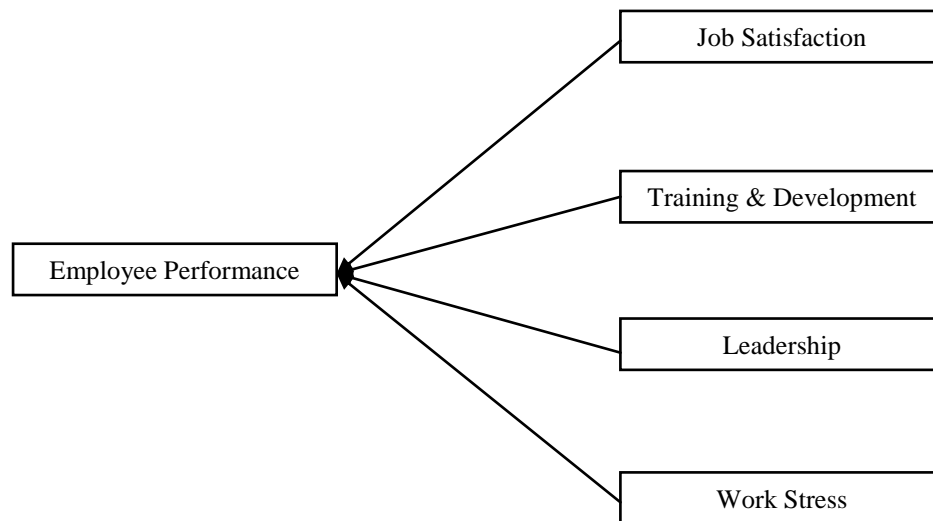 Job Satisfaction
Training & Development
Employee Performance
Leadership
Work Stress